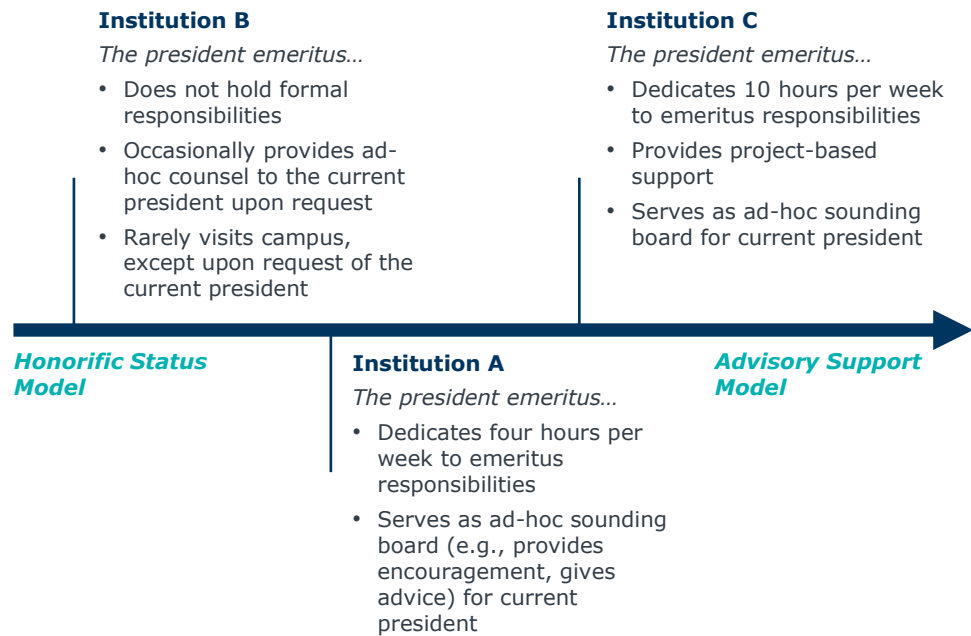 Institution B
The president emeritus…
• Does not hold formal
responsibilities
• Occasionally provides ad-
hoc counsel to the current
president upon request
• Rarely visits campus,
except upon request of the
current president
Institution C
The president emeritus…
• Dedicates 10 hours per week
to emeritus responsibilities
• Provides project-based
support
• Serves as ad-hoc sounding
board for current president
Honorific Status
Model
Institution A
The president emeritus…
• Dedicates four hours per
week to emeritus
responsibilities
• Serves as ad-hoc sounding
board (e.g., provides
encouragement, gives
advice) for current
president
Advisory Support
Model